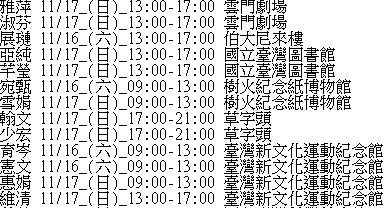 雅萍 11/17_(日)_13:00-17:00 雲門劇場
淑芬 11/17_(日)_13:00-17:00 雲門劇場
展璉 11/16_(六)_13:00-17:00 伯大尼來樓
亞純 11/17_(日)_13:00-17:00 國立臺灣圖書館
芊瑩 11/17_(日)_13:00-17:00 國立臺灣圖書館
宛甄 11/16_(六)_09:00-13:00 樹火紀念紙博物館
雪娟 11/17_(日)_09:00-13:00 樹火紀念紙博物館
翰文 11/17_(日)_17:00-21:00 草字頭
少宏 11/17_(日)_17:00-21:00 草字頭
育岑 11/16_(六)_09:00-13:00 臺灣新文化運動紀念館
憲文 11/16_(六)_09:00-13:00 臺灣新文化運動紀念館
惠娟 11/17_(日)_09:00-13:00 臺灣新文化運動紀念館
維清 11/17_(日)_13:00-17:00 臺灣新文化運動紀念館